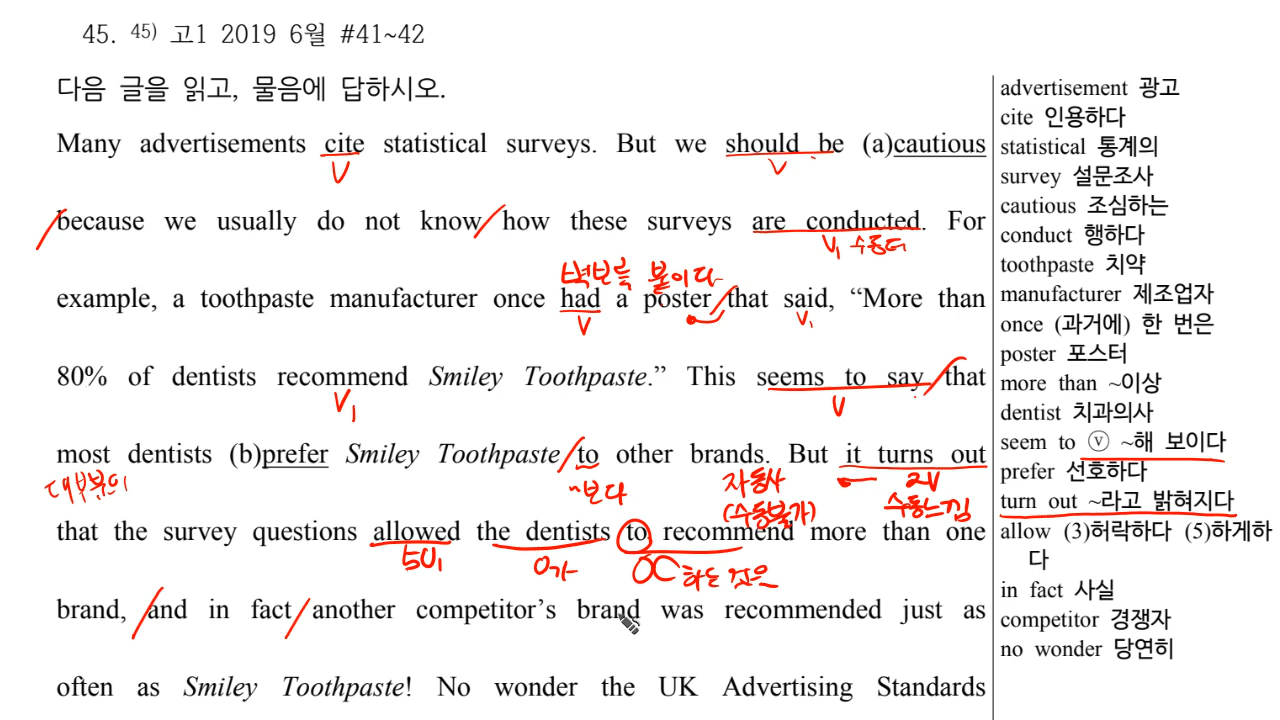 45. 45) 고1 2019 6월 #41~42
다음 글을 읽고, 물음에 답하시오.
Many advertisements cite statistical surveys. But we should be (a)cautious
V V
because we usually do not know how these surveys are conducted. For
V₁ 수동태
벽보를 붙이다
example, a toothpaste manufacturer once had a poster that said, “More than
V V₁
80% of dentists recommend Smiley Toothpaste.” This seems to say that
V₁ V
most dentists (b)prefer Smiley Toothpaste to other brands. But it turns out
대부분의 ~보다 자동사 2V
(수동불가) 수동느낌
that the survey questions allowed the dentists to recommend more than one
5V₁ O가 OC 하는 것은
brand, and in fact another competitor’s brand was recommended just as
often as Smiley Toothpaste! No wonder the UK Advertising Standards
advertisement 광고
cite 인용하다
statistical 통계의
survey 설문조사
cautious 조심하는
conduct 행하다
toothpaste 치약
manufacturer 제조업자
once (과거에) 한 번은
poster 포스터
more than ~이상
dentist 치과의사
seem to ⓥ ~해 보이다
prefer 선호하다
turn out ~라고 밝혀지다
allow (3)허락하다 (5)하게하
다
in fact 사실
competitor 경쟁자
no wonder 당연히